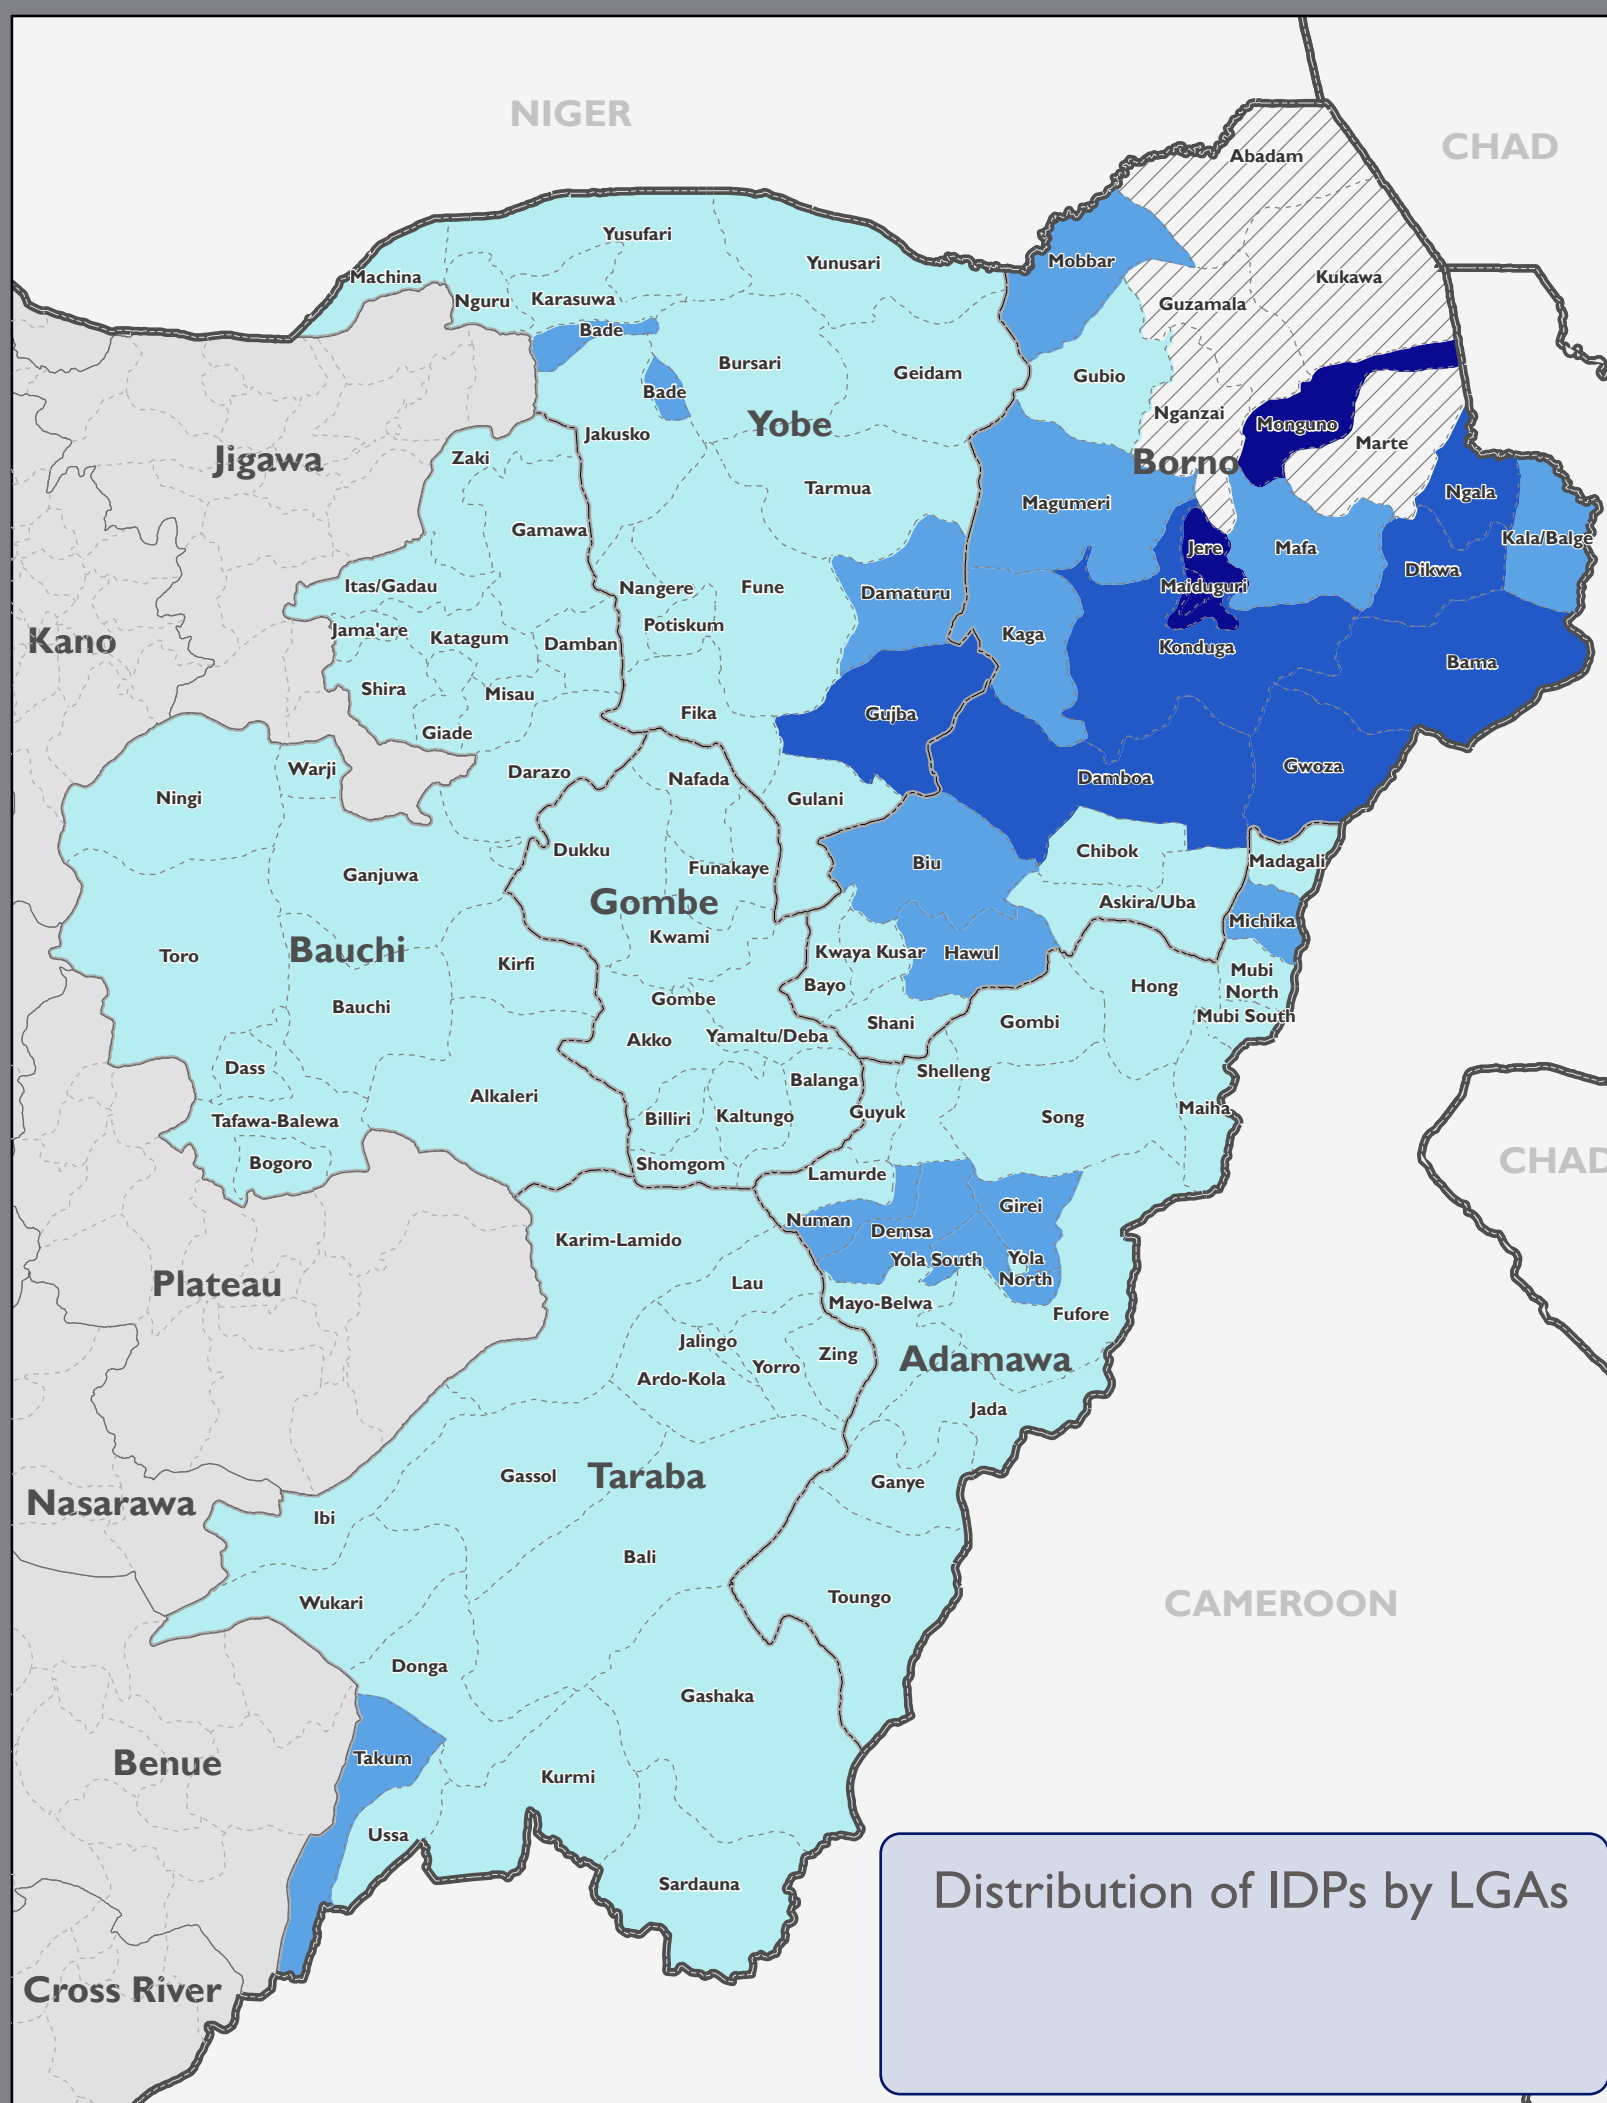 NIGER
CHAD
Abadam
Yusufari
Yunusari
Mobbar
Machina
Kukawa
Nguru
Karasuwa
Guzamala
Bade
Bursari
Geidam
Gubio
Bade
Nganzai
Monguno
Yobe
Jakusko
Marte
Jigawa
Zaki
Borno
Tarmua
Magumeri
Ngala
Gamawa
Kala/Balge
Jere
Mafa
Dikwa
Itas/Gadau
Nangere
Fune
Damaturu
Maiduguri
Potiskum
Jama'are
Katagum
Damban
Kaga
Kano
Konduga
Bama
Shira
Misau
Fika
Gujba
Giade
Warji
Darazo
Nafada
Damboa
Gwoza
Ningi
Gulani
Dukku
Chibok
Biu
Madagali
Funakaye
Ganjuwa
Gombe
Askira/Uba
Michika
Kwami
Toro
Bauchi
Kirfi
Kwaya Kusar
Hawul
Mubi
North
Bayo
Hong
Bauchi
Gombe
Shani
Gombi
Mubi South
Akko
Yamaltu/Deba
Dass
Shelleng
Balanga
Alkaleri
Guyuk
Maiha
Tafawa-Balewa
Billiri
Kaltungo
Song
Bogoro
Shomgom
CHAD
Lamurde
Girei
Numan
Demsa
Karim-Lamido
Yola South
Yola
North
Plateau
Lau
Mayo-Belwa
Fufore
Jalingo
Zing
Yorro
Adamawa
Ardo-Kola
Jada
Gassol
Taraba
Ganye
Nasarawa
Ibi
Bali
Wukari
Toungo
CAMEROON
Donga
Gashaka
Benue
Takum
Kurmi
Ussa
Sardauna
Distribution of IDPs by LGAs
Cross River